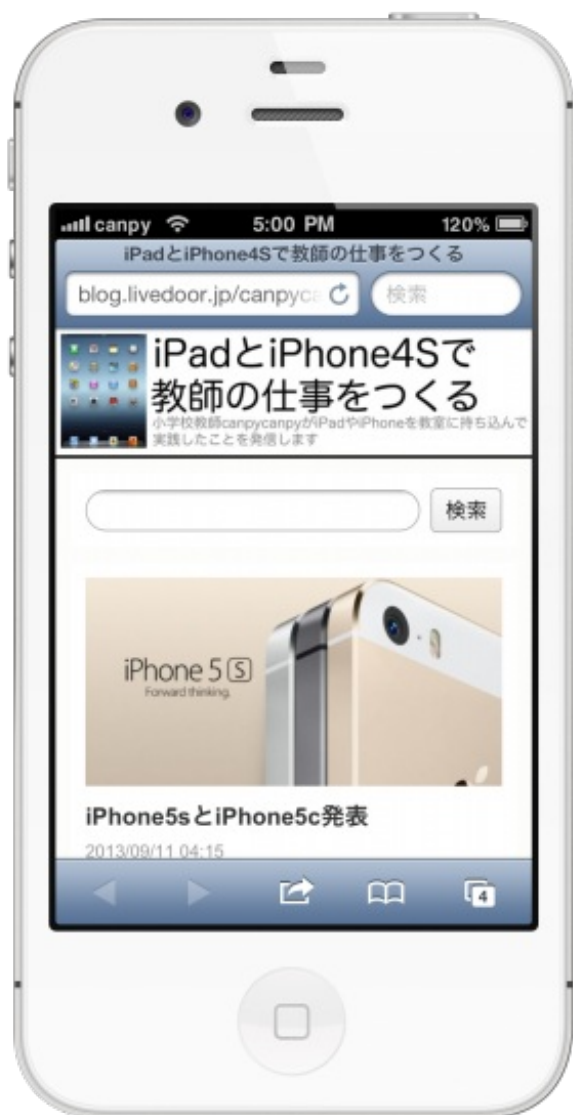 canpy 5:00 PM 120%
iPadとiPhone4Sで教師の仕事をつくる
blog.livedoor.jp/canpyca 検索
iPadとiPhone4Sで
教師の仕事をつくる
小学校教師canpycanpyがiPadやiPhoneを教室に持ち込んで
実践したことを発信します
検索
iPhone 5 S
Forward thinking.
iPhone5sとiPhone5c発表
2013/09/11 04:15
4